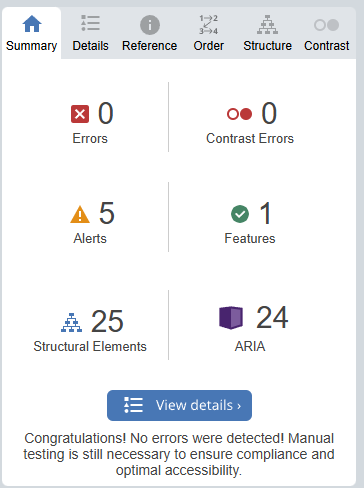 Summary Details Reference Order Structure Contrast
0 0
Errors Contrast Errors
5 1
Alerts Features
25 24
Structural Elements ARIA
View details ›
Congratulations! No errors were detected! Manual
testing is still necessary to ensure compliance and
optimal accessibility.